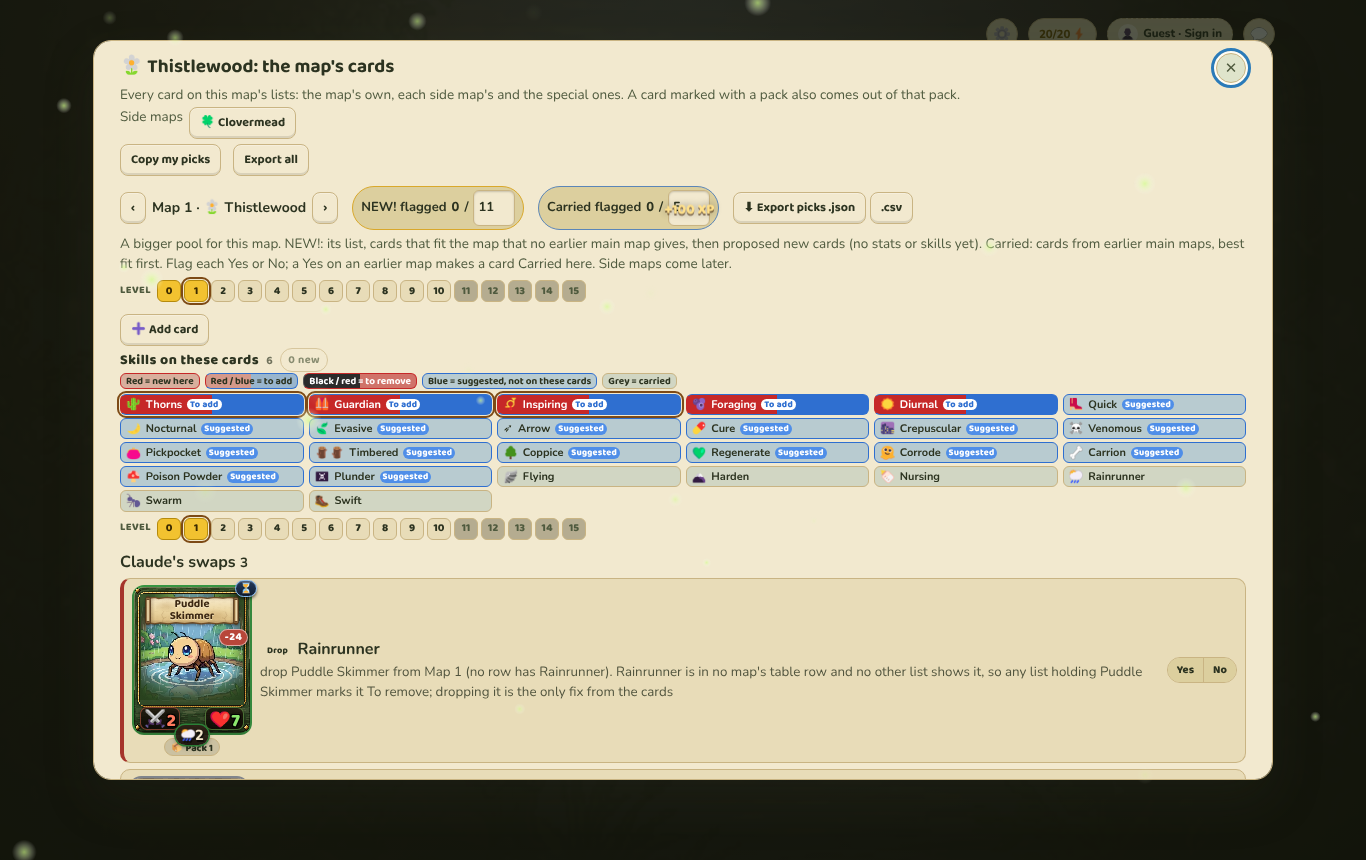 20/20
Guest · Sign in
Thistlewood: the map's cards
Every card on this map's lists: the map's own, each side map's and the special ones. A card marked with a pack also comes out of that pack.
Side maps Clovermead
Copy my picks Export all
‹ Map 1 · Thistlewood › NEW! flagged 0 / 11 Carried flagged 0 / +100 XP Export picks .json .csv
A bigger pool for this map. NEW!: its list, cards that fit the map that no earlier main map gives, then proposed new cards (no stats or skills yet). Carried: cards from earlier main maps, best
fit first. Flag each Yes or No; a Yes on an earlier map makes a card Carried here. Side maps come later.
LEVEL 0 1 2 3 4 5 6 7 8 9 10 11 12 13 14 15
Add card
Skills on these cards 6 0 new
Red = new here Red / blue = to add Black / red = to remove Blue = suggested, not on these cards Grey = carried
Thorns To add Guardian To add Inspiring To add Foraging To add Diurnal To add Quick Suggested
Nocturnal Suggested Evasive Suggested Arrow Suggested Cure Suggested Crepuscular Suggested Venomous Suggested
Pickpocket Suggested Timbered Suggested Coppice Suggested Regenerate Suggested Corrode Suggested Carrion Suggested
Poison Powder Suggested Plunder Suggested Flying Harden Nursing Rainrunner
Swarm Swift
LEVEL 0 1 2 3 4 5 6 7 8 9 10 11 12 13 14 15
Claude's swaps 3
Puddle
Skimmer
-24
2 7
2
Pack 1
Drop Rainrunner
drop Puddle Skimmer from Map 1 (no row has Rainrunner). Rainrunner is in no map's table row and no other list shows it, so any list holding Puddle
Skimmer marks it To remove; dropping it is the only fix from the cards
Yes No